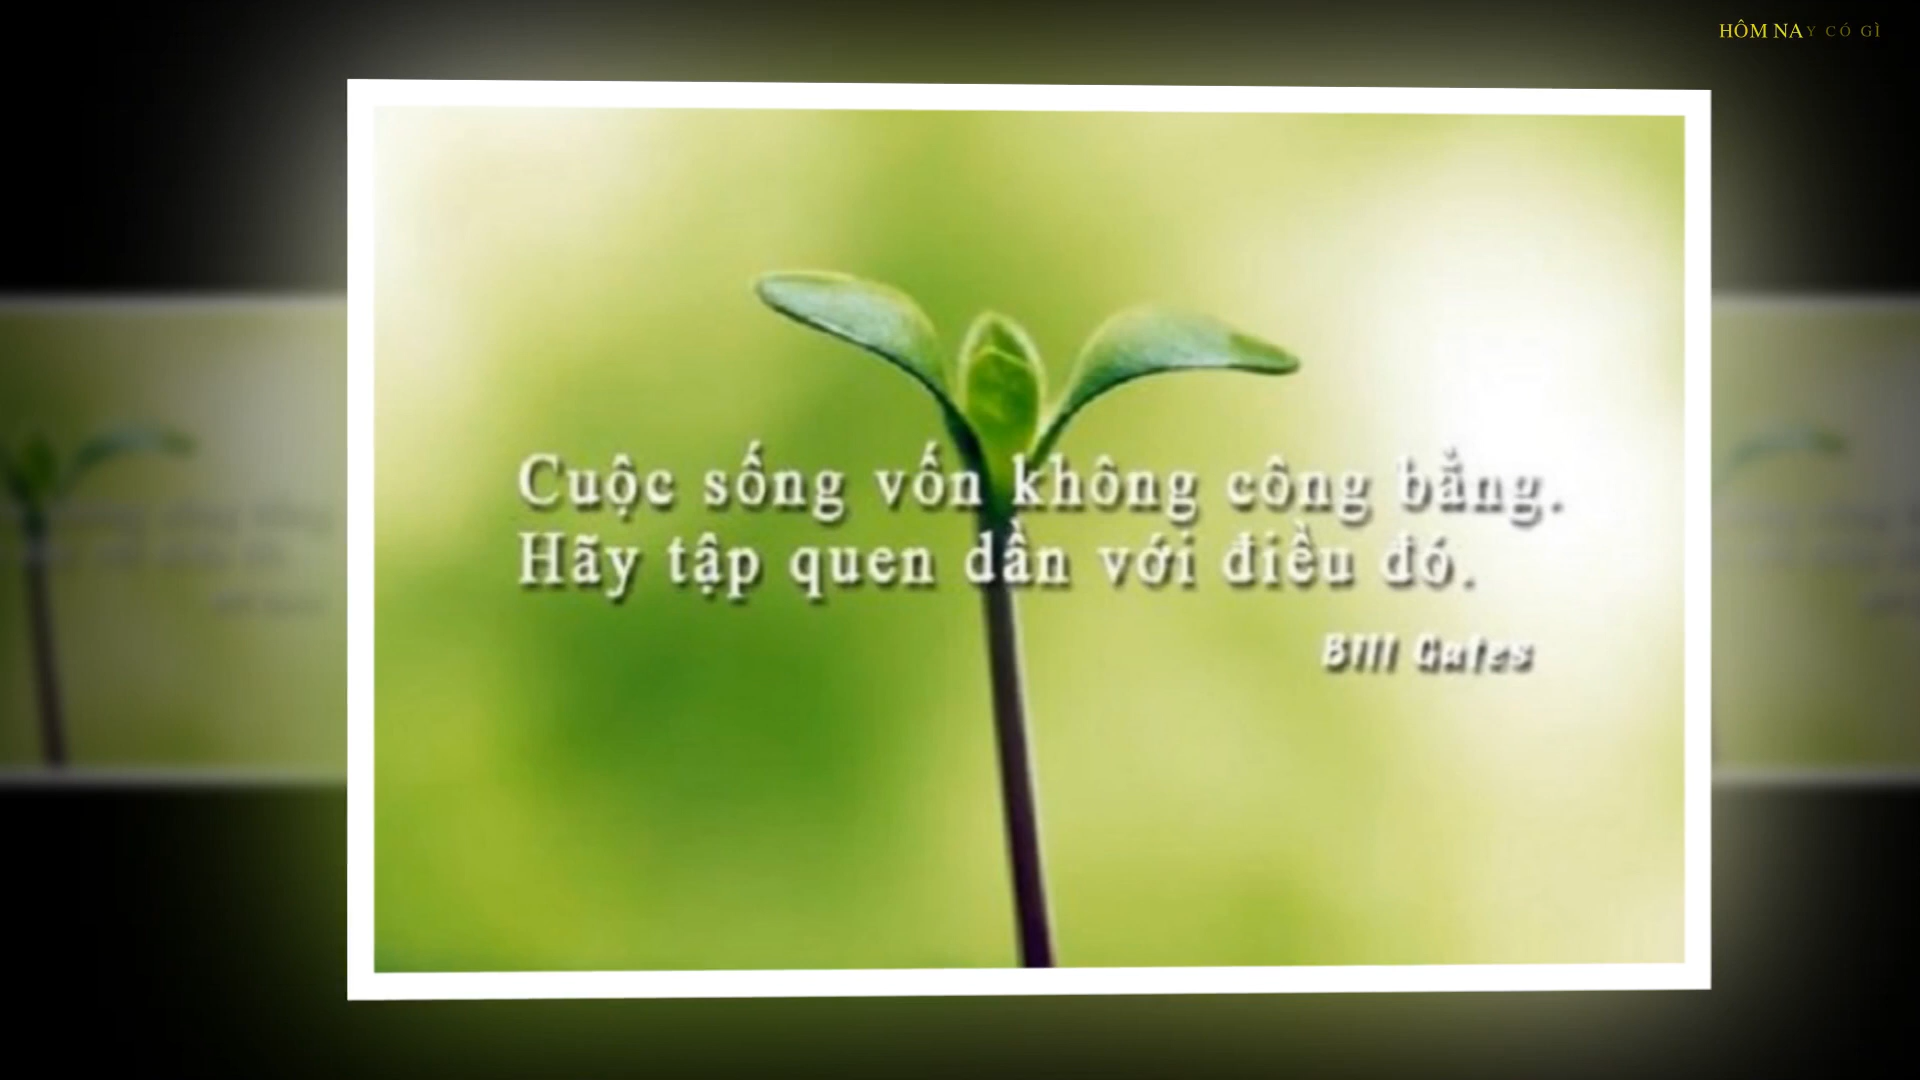 HÔM NAY CÓ GÌ
Cuộc sống vốn không công bằng.
Hãy tập quen dần với điều đó.
Bill Gates